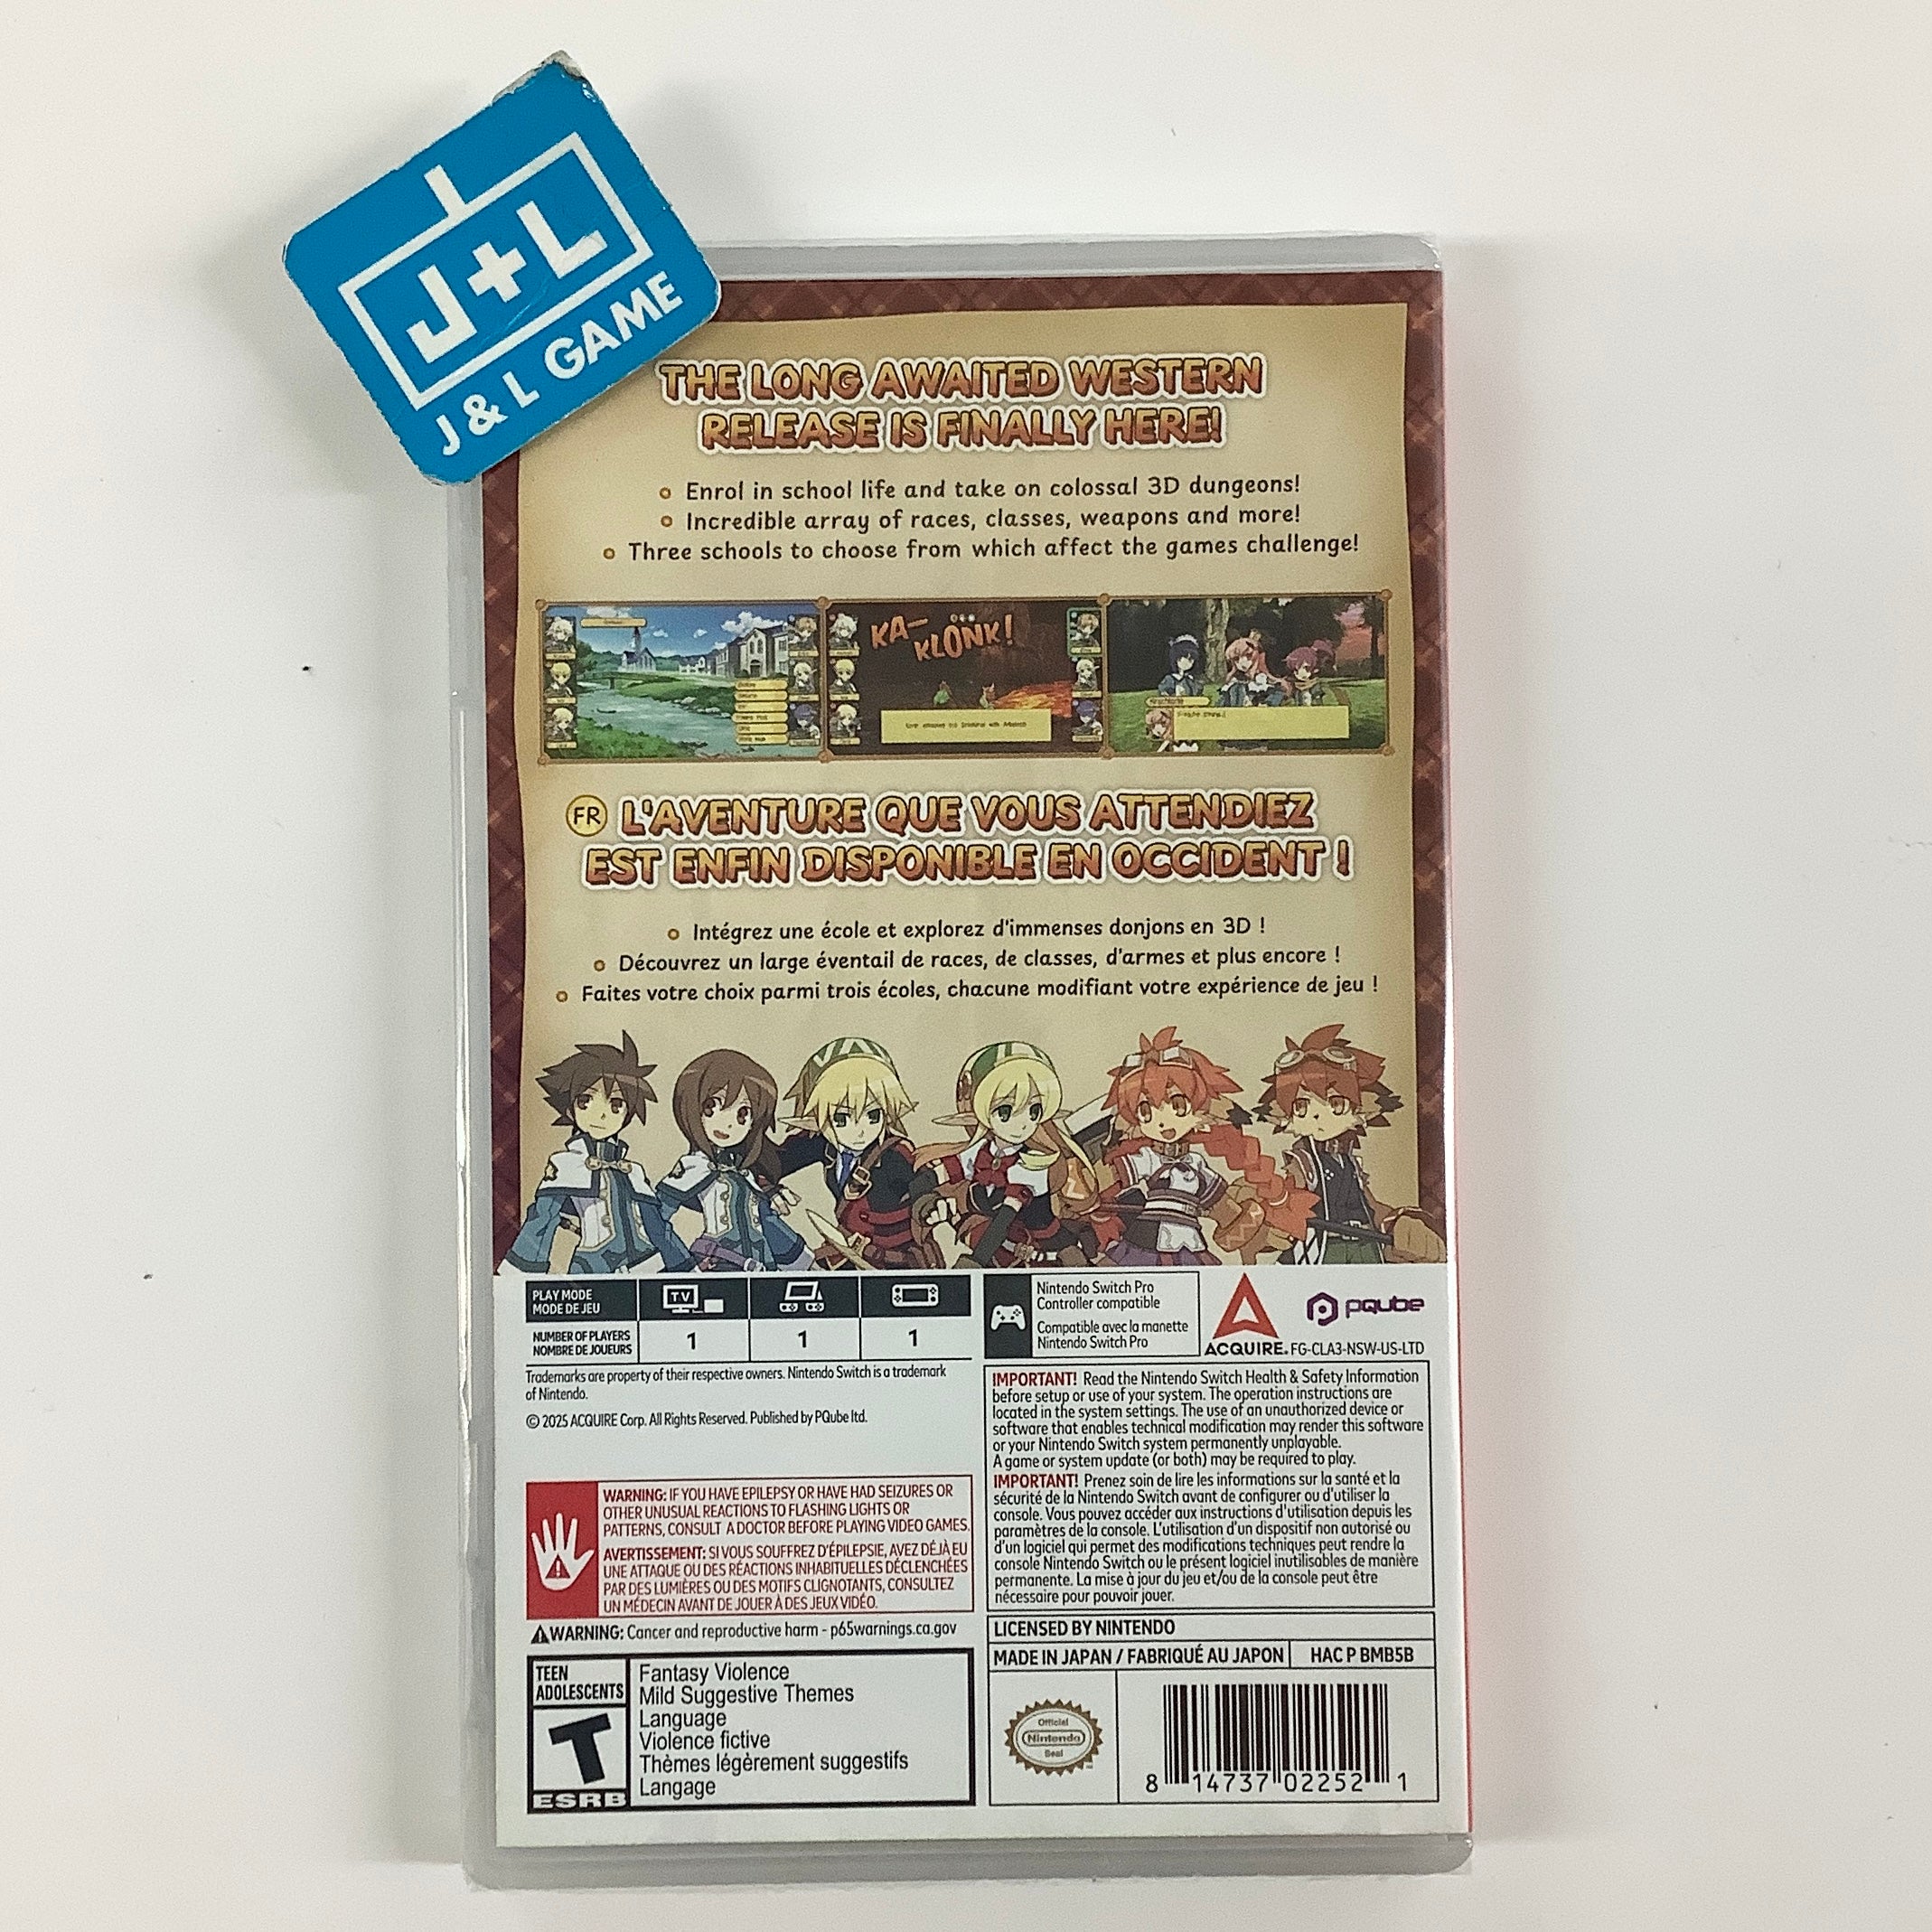 J+L
J & L GAME
THE LONG AWAITED WESTERN
RELEASE IS FINALLY HERE!
Enrol in school life and take on colossal 3D dungeons!
Incredible array of races, classes, weapons and more!
Three schools to choose from which affect the games challenge!
KA-
KLONK!
FR L'AVENTURE QUE VOUS ATTENDIEZ
EST ENFIN DISPONIBLE EN OCCIDENT !
Intégrez une école et explorez d'immenses donjons en 3D !
Découvrez un large éventail de races, de classes, d'armes et plus encore !
Faites votre choix parmi trois écoles, chacune modifiant votre expérience de jeu !
PLAY MODE
MODE DE JEU
TV
NUMBER OF PLAYERS
NOMBRE DE JOUEURS
1 1 1
Trademarks are property of their respective owners. Nintendo Switch is a trademark
of Nintendo.
© 2025 ACQUIRE Corp. All Rights Reserved. Published by PQube ltd.
WARNING: IF YOU HAVE EPILEPSY OR HAVE HAD SEIZURES OR
OTHER UNUSUAL REACTIONS TO FLASHING LIGHTS OR
PATTERNS, CONSULT A DOCTOR BEFORE PLAYING VIDEO GAMES.
AVERTISSEMENT: SI VOUS SOUFFREZ D'ÉPILEPSIE, AVEZ DÉJÀ EU
UNE ATTAQUE OU DES RÉACTIONS INHABITUELLES DÉCLENCHÉES
PAR DES LUMIÈRES OU DES MOTIFS CLIGNOTANTS, CONSULTEZ
UN MÉDECIN AVANT DE JOUER À DES JEUX VIDÉO.
WARNING: Cancer and reproductive harm - p65warnings.ca.gov
TEEN
ADOLESCENTS
T
ESRB
Fantasy Violence
Mild Suggestive Themes
Language
Violence fictive
Thèmes légèrement suggestifs
Langage
Nintendo Switch Pro
Controller compatible
Compatible avec la manette
Nintendo Switch Pro
pqube
ACQUIRE. FG-CLA3-NSW-US-LTD
IMPORTANT! Read the Nintendo Switch Health & Safety Information
before setup or use of your system. The operation instructions are
located in the system settings. The use of an unauthorized device or
software that enables technical modification may render this software
or your Nintendo Switch system permanently unplayable.
A game or system update (or both) may be required to play.
IMPORTANT! Prenez soin de lire les informations sur la santé et la
sécurité de la Nintendo Switch avant de configurer ou d'utiliser la
console. Vous pouvez accéder aux instructions d'utilisation depuis les
paramètres de la console. L'utilisation d'un dispositif non autorisé ou
d'un logiciel qui permet des modifications techniques peut rendre la
console Nintendo Switch ou le présent logiciel inutilisables de manière
permanente. La mise à jour du jeu et/ou de la console peut être
nécessaire pour pouvoir jouer.
LICENSED BY NINTENDO
MADE IN JAPAN / FABRIQUÉ AU JAPON HAC P BMB5B
Official
Nintendo
Seal
8 14737 02252 1